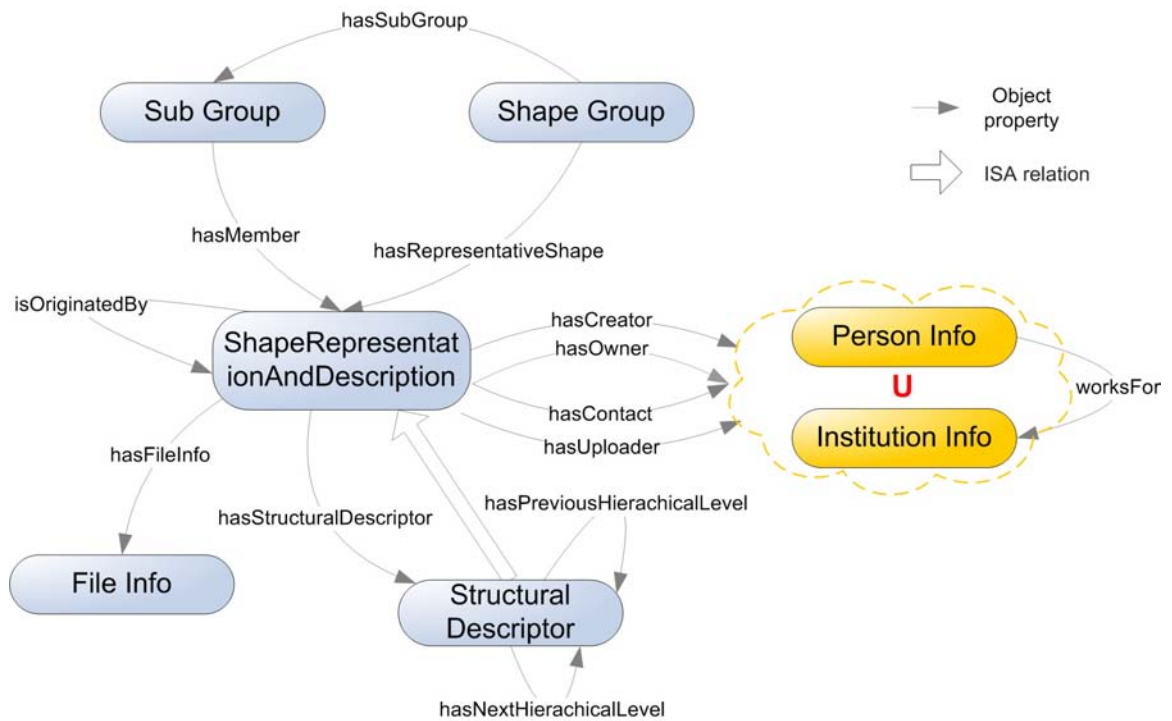 hasSubGroup
Sub Group
Shape Group
Object
property
ISA relation
hasMember
hasRepresentativeShape
isOriginatedBy
ShapeRepresentat
ionAndDescription
hasCreator
hasOwner
hasContact
hasUploader
Person Info
U
Institution Info
worksFor
hasFileInfo
hasStructuralDescriptor
hasPreviousHierachicalLevel
File Info
Structural
Descriptor
hasNextHierachicalLevel